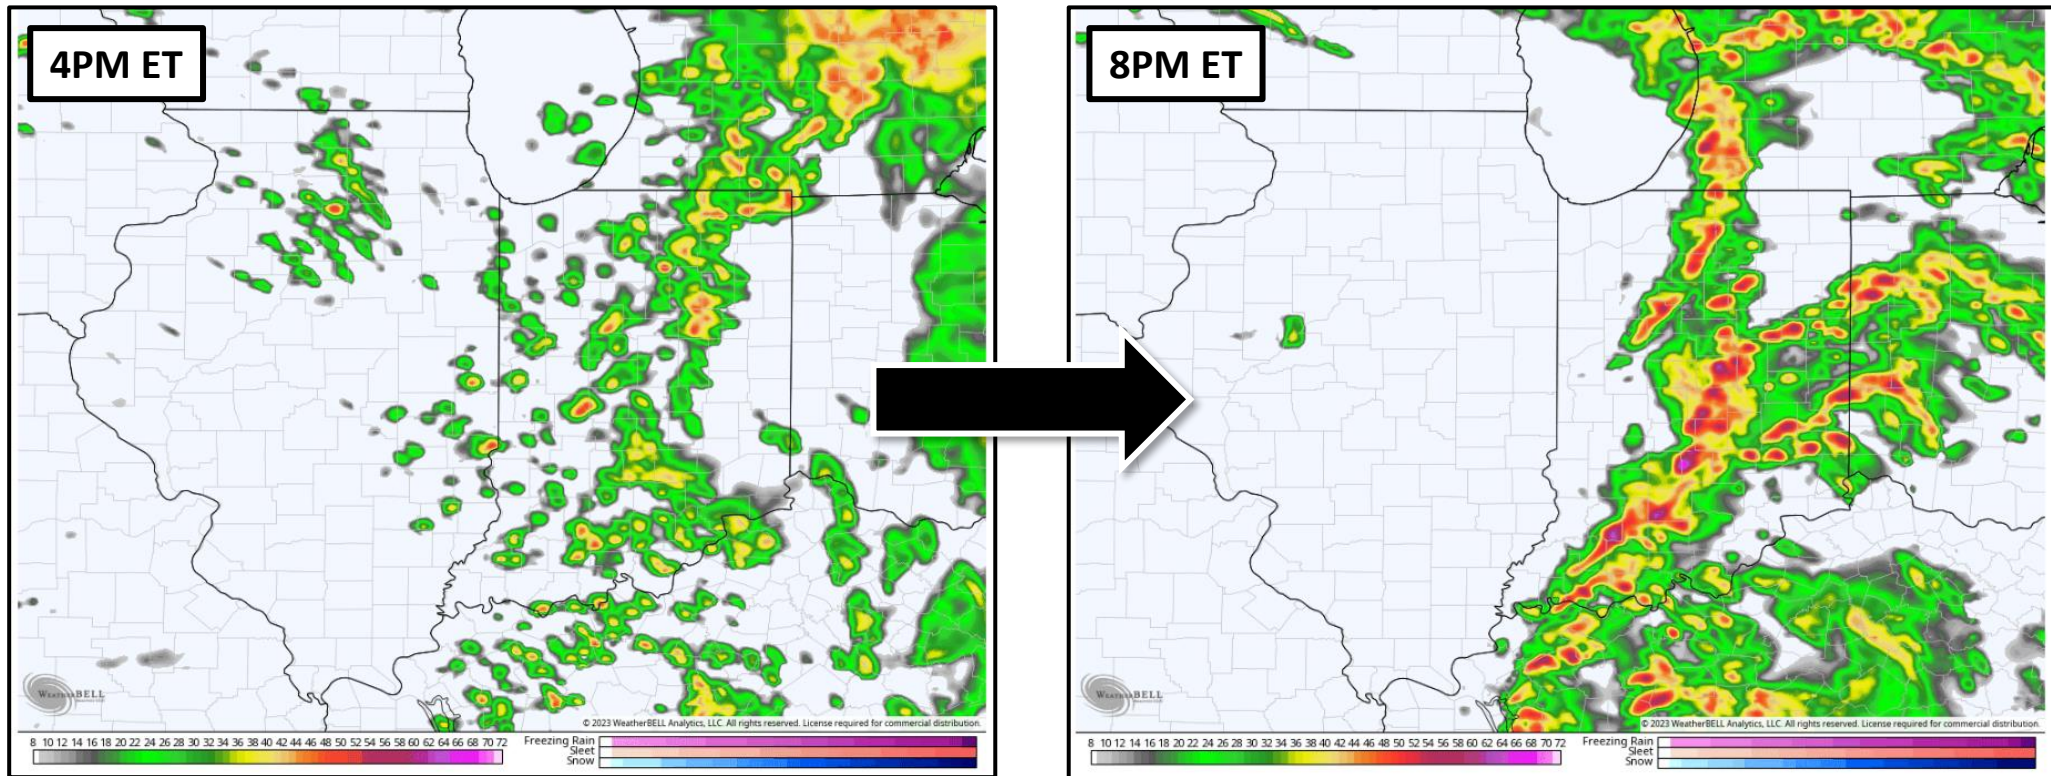 4PM ET
WEATHERBELL
© 2023 WeatherBELL Analytics, LLC. All rights reserved. License required for commercial distribution.
8 10 12 14 16 18 20 22 24 26 28 30 32 34 36 38 40 42 44 46 48 50 52 54 56 58 60 62 64 66 68 70 72
Freezing Rain
Sleet
Snow
8PM ET
WEATHERBELL
© 2023 WeatherBELL Analytics, LLC. All rights reserved. License required for commercial distribution.
8 10 12 14 16 18 20 22 24 26 28 30 32 34 36 38 40 42 44 46 48 50 52 54 56 58 60 62 64 66 68 70 72
Freezing Rain
Sleet
Snow